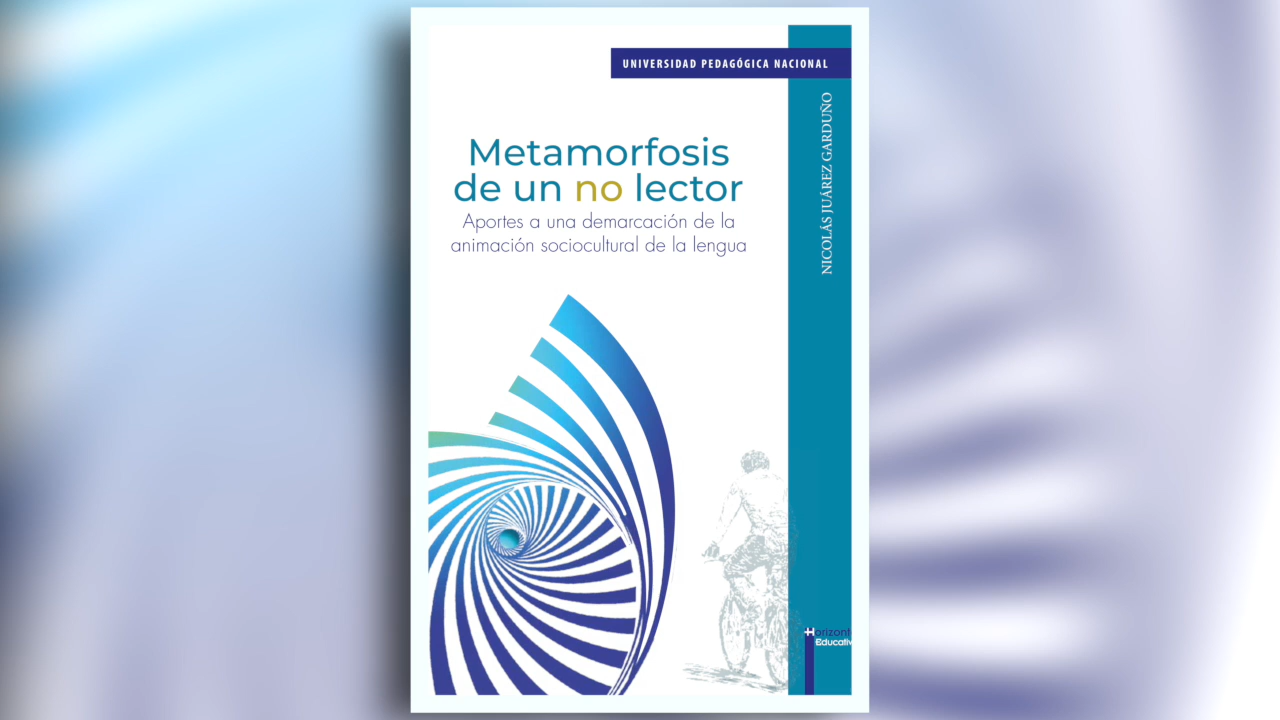 UNIVERSIDAD PEDAGÓGICA NACIONAL
NICOLÁS JUÁREZ GARDUÑO
Metamorfosis
de un no lector
Aportes a una demarcación de la
animación sociocultural de la lengua
Horizont
Educativ